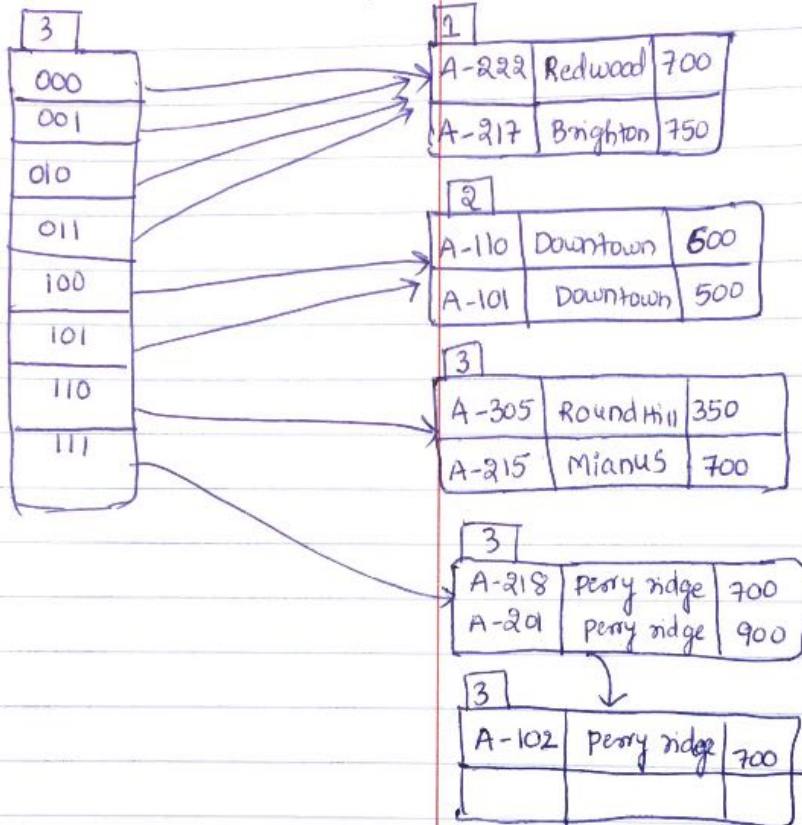 3
000
001
010
011
100
101
110
111
1
A-222 Redwood 700
A-217 Brighton 750
2
A-110 Downtown 600
A-101 Downtown 500
3
A-305 Round Hill 350
A-215 Mianus 700
3
A-218 perry ridge 700
A-201 perry ridge 900
3
A-102 perry ridge 700